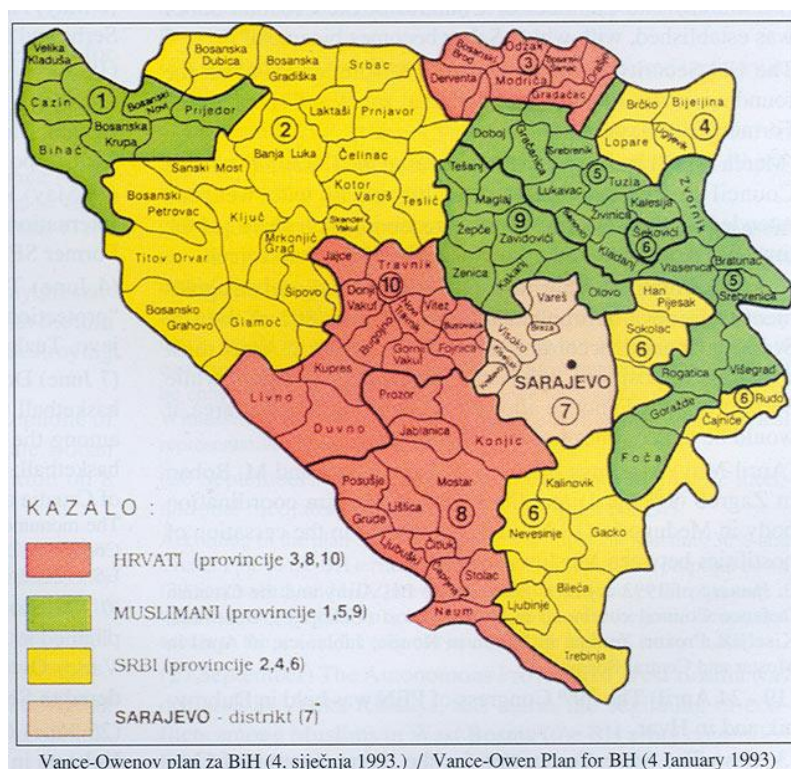 Velika
Kladuša
Cazin
Bihać
Bosanska
Krupa
1
Bosanski
Novi
Prijedor
Bosanska
Dubica
Bosanska
Gradiška
Srbac
Laktaši
Prnjavor
2
Banja Luka
Čelinac
Sanski Most
Kotor
Varoš
Teslić
Skender
Vakuf
Bosanski
Petrovac
Ključ
Mrkonjić
Grad
Titov Drvar
Šipovo
Bosansko
Grahovo
Glamoč
Bosanski
Brod
Odžak
3
Derventa
Modriča
Gradačac
Orašje
Brčko
Bijeljina
4
Lopare
Ugljevik
Doboj
Gračanica
Srebrenik
Tešanj
Lukavac
5
Tuzla
Maglaj
9
Živinice
Kalesija
Zvornik
Žepče
Zavidovići
Šekovići
6
Kladanj
Vlasenica
Bratunac
5
Srebrenica
Zenica
Kakanj
Olovo
Han
Pijesak
Sokolac
6
Rogatica
Višegrad
Goražde
6
Rudo
Čajniče
Foča
Jajce
Travnik
10
Donji
Vakuf
Novi
Travnik
Vitez
Busovača
Bugojno
Gornji
Vakuf
Fojnica
Kupres
Vareš
Visoko
Breza
SARAJEVO
7
Livno
Duvno
Prozor
Jablanica
Konjic
Posušje
Mostar
Lištica
Grude
8
Ljubuški
Čitluk
Stolac
Neum
Kalinovik
6
Nevesinje
Gacko
Bileća
Ljubinje
Trebinja
KAZALO :
HRVATI (provincije 3,8,10)
MUSLIMANI (provincije 1,5,9)
SRBI (provincije 2,4,6)
SARAJEVO - distrikt (7)
Vance-Owenov plan za BiH (4. siječnja 1993.) / Vance-Owen Plan for BH (4 January 1993)